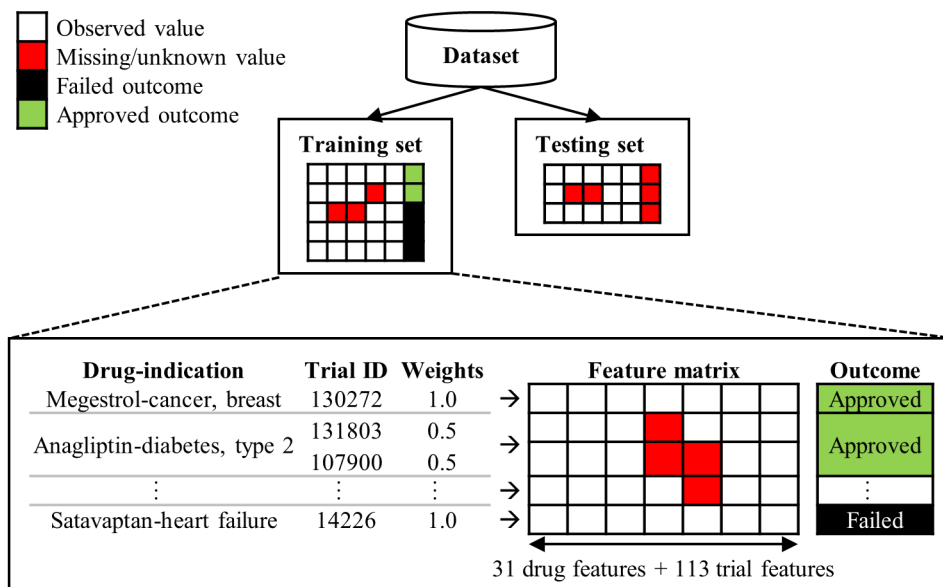 Observed value
Missing/unknown value
Failed outcome
Approved outcome
Dataset
Training set
Testing set
Drug-indication Trial ID Weights Feature matrix Outcome
Megestrol-cancer, breast 130272 1.0 → Approved
Anagliptin-diabetes, type 2 131803 0.5 → Approved
107900 0.5
⋮ ⋮ ⋮ → ⋮
Satavaptan-heart failure 14226 1.0 → Failed
31 drug features + 113 trial features